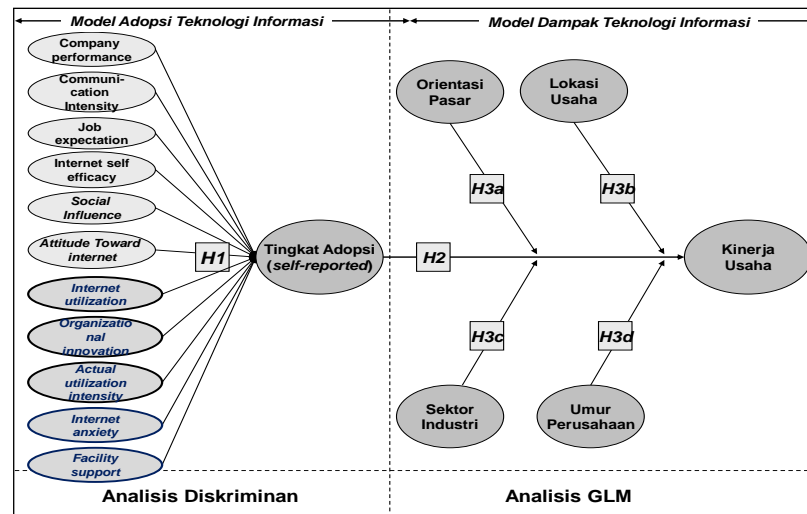 Model Adopsi Teknologi Informasi
Model Dampak Teknologi Informasi
Company
performance
Communi-
cation
Intensity
Job
expectation
Internet self
efficacy
Social
Influence
Attitude Toward
internet
Internet
utilization
Organizatio
nal
innovation
Actual
utilization
intensity
Internet
anxiety
Facility
support
H1
Tingkat Adopsi
(self-reported)
H2
Orientasi
Pasar
Lokasi
Usaha
H3a
H3b
Kinerja
Usaha
H3c
H3d
Sektor
Industri
Umur
Perusahaan
Analisis Diskriminan
Analisis GLM